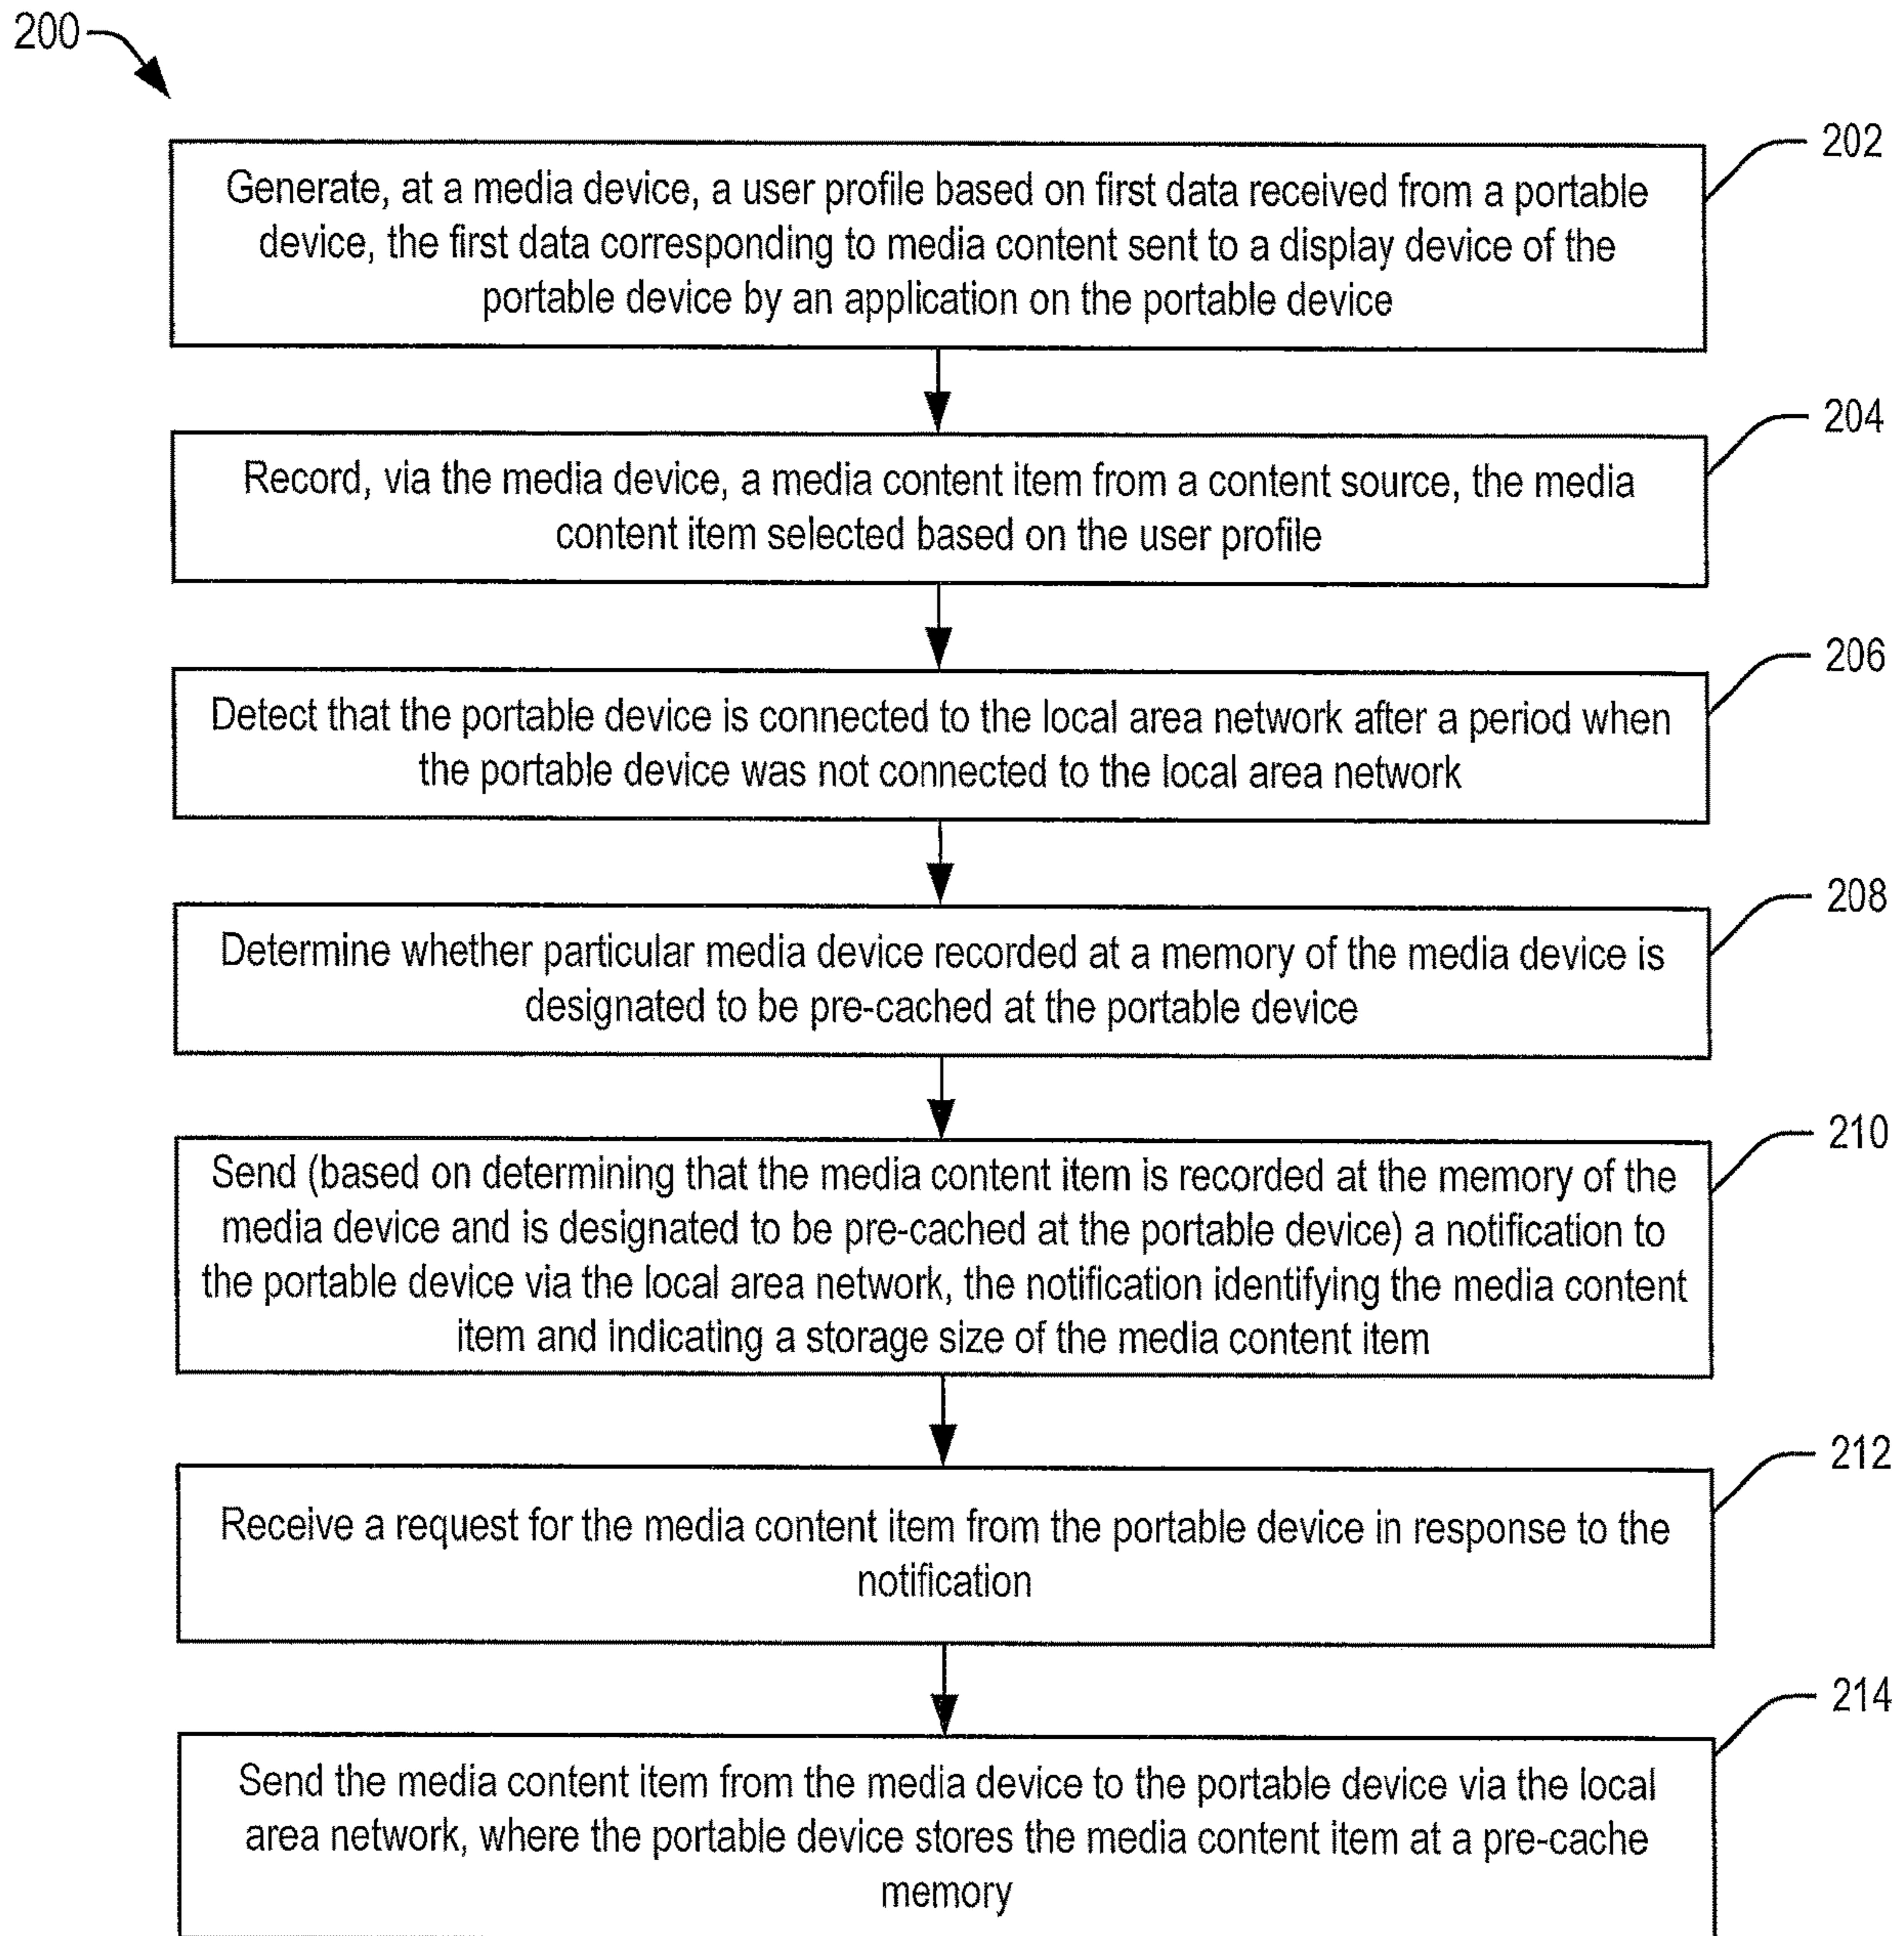 200
202
Generate, at a media device, a user profile based on first data received from a portable
device, the first data corresponding to media content sent to a display device of the
portable device by an application on the portable device
204
Record, via the media device, a media content item from a content source, the media
content item selected based on the user profile
206
Detect that the portable device is connected to the local area network after a period when
the portable device was not connected to the local area network
208
Determine whether particular media device recorded at a memory of the media device is
designated to be pre-cached at the portable device
210
Send (based on determining that the media content item is recorded at the memory of the
media device and is designated to be pre-cached at the portable device) a notification to
the portable device via the local area network, the notification identifying the media content
item and indicating a storage size of the media content item
212
Receive a request for the media content item from the portable device in response to the
notification
214
Send the media content item from the media device to the portable device via the local
area network, where the portable device stores the media content item at a pre-cache
memory